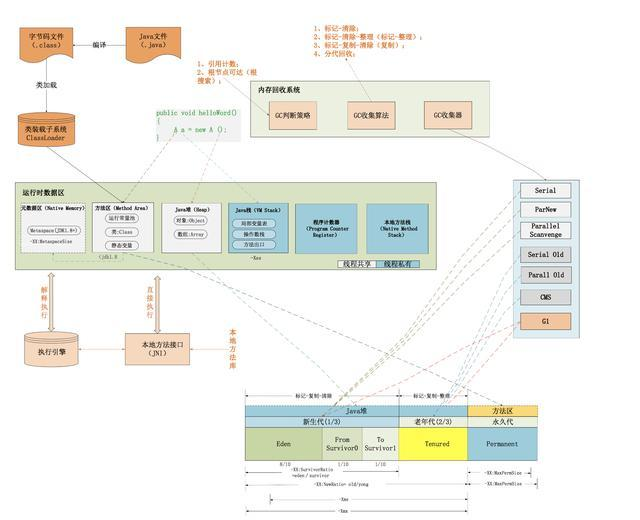 字节码文件
(.class)
编译
Java文件
(.java)
类加载
类装载子系统
ClassLoader
1、引用计数;
2、根节点可达（根
搜索）;
1、标记-清除;
2、标记-清除-整理（标记-整理）;
3、标记-复制-清除（复制）;
4、分代回收;
public void helloWord()
{
A a = new A ();
}
内存回收系统
GC判断策略
GC收集算法
GC收集器
运行时数据区
元数据区 (Native Memory)
Metaspace(JDK1.8+)
-XX:MetaspaceSize
方法区 (Method Area)
运行常量池
类:Class
静态变量
(jdk1.8
Java堆 (Heap)
对象:Object
数组:Array
Java栈 (VM Stack)
局部变量表
操作数栈
方法出口
-Xss
程序计数器
(Program Counter
Register)
本地方法栈
(Native Method
Stack)
线程共享
线程私有
Serial
ParNew
Parallel
Scanvenge
Serial Old
Parall Old
CMS
G1
解释执行
直接执行
执行引擎
本地方法接口
(JNI)
本地方法库
标记-复制-清除
标记-复制-整理
Java堆
方法区
新生代(1/3)
老年代(2/3)
永久代
Eden
From
Survivor0
To
Survivor1
Tenured
Permanent
8/10
1/10
1/10
-XX:SurvivorRatio
=eden/survivor
-XX:MaxPermSize
-XX:NewRatio= old/yong
-XX:MaxPermSize
-Xms
-Xmx